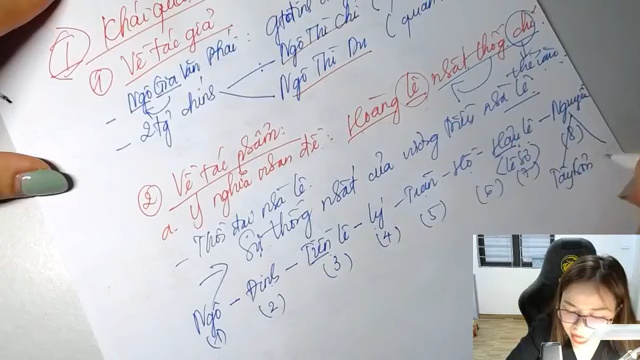 I Khái qu
① Về tác giả
- Ngô Gia Văn Phái:
- 2 tg chính
Ngô Thì Chí
Ngô Thì Du (quan
② Về tác phẩm.
a. Ý nghĩa nhan đề: Hoàng Lê nhất thống chí
- Thời đại nhà Lê.
Sự thống nhất của vương triều nhà Lê.
Ngô - Đinh - Tiền Lê - Lý - Trần - Hồ - Hậu Lê - Nguyễn
(1) (2) (3) (4) (5) (6) (7) (8)
(Lê Sơ)
Tây Sơn